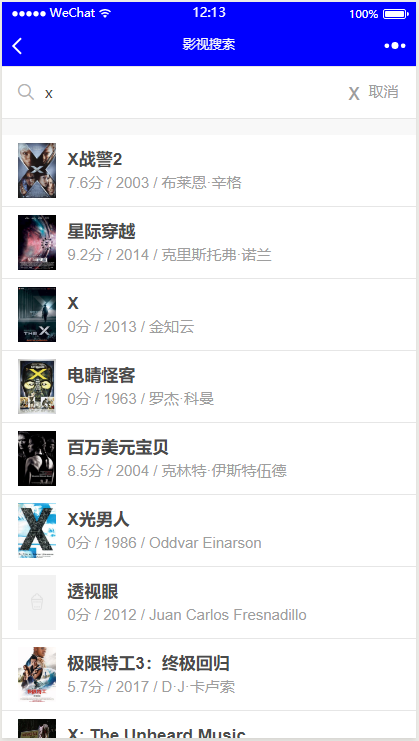 WeChat 12:13 100%
影视搜索
x X 取消
X战警2
7.6分 / 2003 / 布莱恩·辛格
星际穿越
9.2分 / 2014 / 克里斯托弗·诺兰
X
0分 / 2013 / 金知云
THE X
电睛怪客
0分 / 1963 / 罗杰·科曼
百万美元宝贝
8.5分 / 2004 / 克林特·伊斯特伍德
X光男人
0分 / 1986 / Oddvar Einarson
透视眼
0分 / 2012 / Juan Carlos Fresnadillo
极限特工3：终极回归
5.7分 / 2017 / D·J·卡卢索
X: The Unheard Music